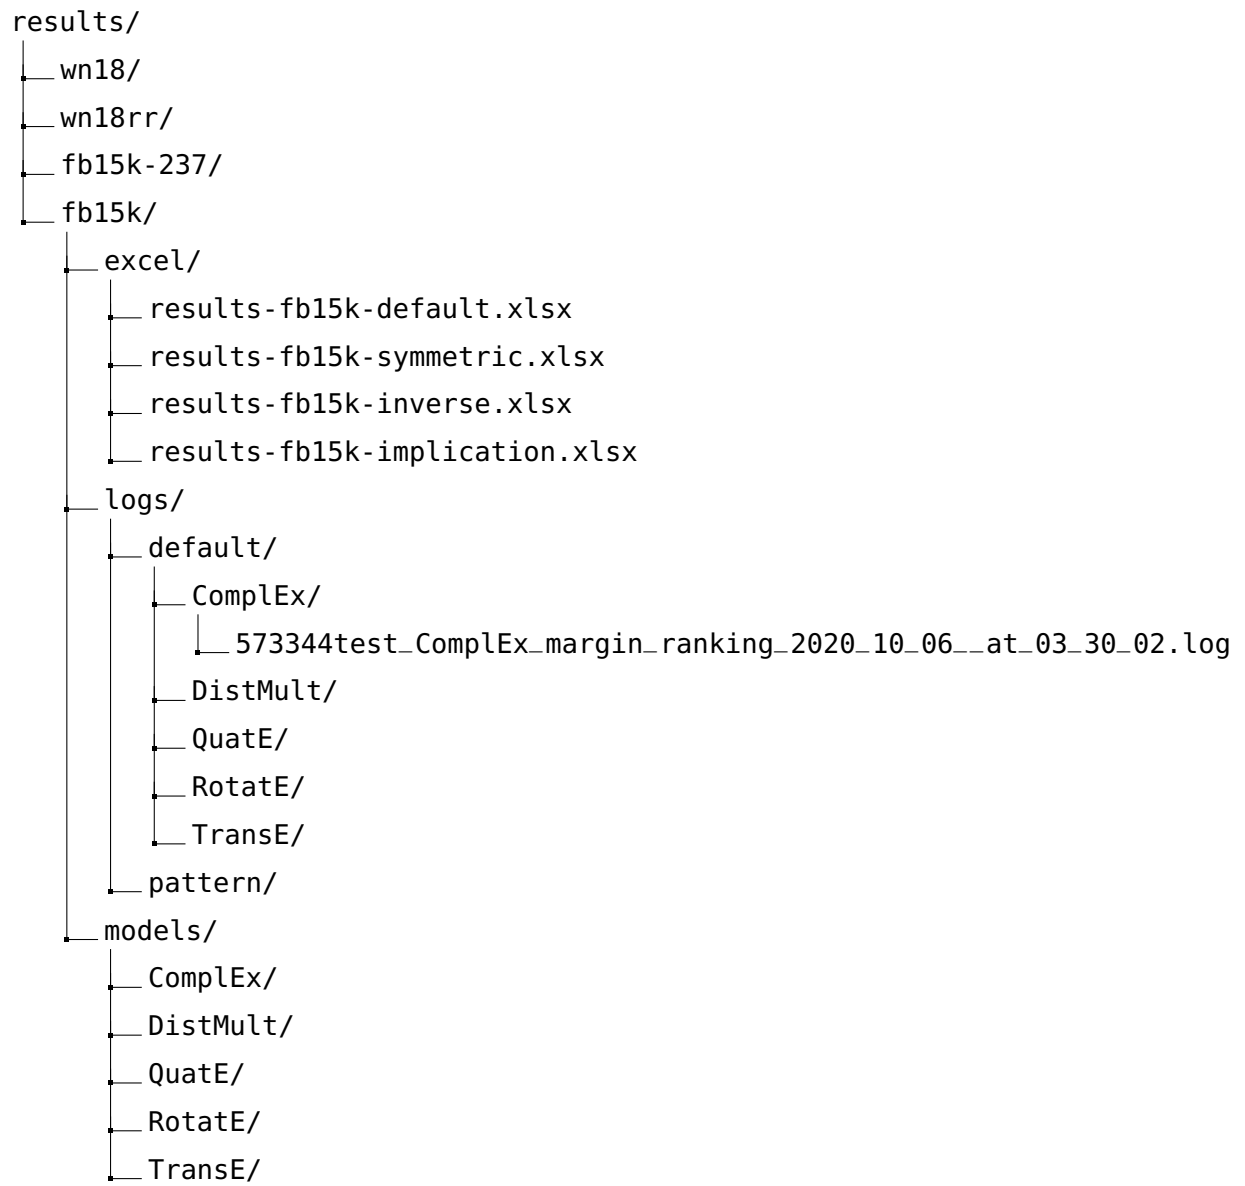 results/
wn18/
wn18rr/
fb15k-237/
fb15k/
excel/
results-fb15k-default.xlsx
results-fb15k-symmetric.xlsx
results-fb15k-inverse.xlsx
results-fb15k-implication.xlsx
logs/
default/
ComplEx/
573344test_ComplEx_margin_ranking_2020_10_06__at_03_30_02.log
DistMult/
QuatE/
RotatE/
TransE/
pattern/
models/
ComplEx/
DistMult/
QuatE/
RotatE/
TransE/